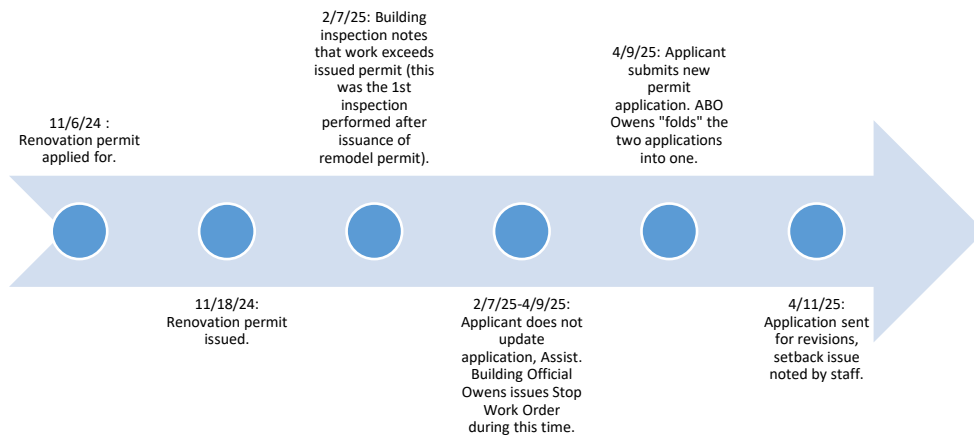 11/6/24 :
Renovation permit
applied for.
11/18/24:
Renovation permit
issued.
2/7/25: Building
inspection notes
that work exceeds
issued permit (this
was the 1st
inspection
performed after
issuance of
remodel permit).
2/7/25-4/9/25:
Applicant does not
update
application, Assist.
Building Official
Owens issues Stop
Work Order
during this time.
4/9/25: Applicant
submits new
permit
application. ABO
Owens "folds" the
two applications
into one.
4/11/25:
Application sent
for revisions,
setback issue
noted by staff.